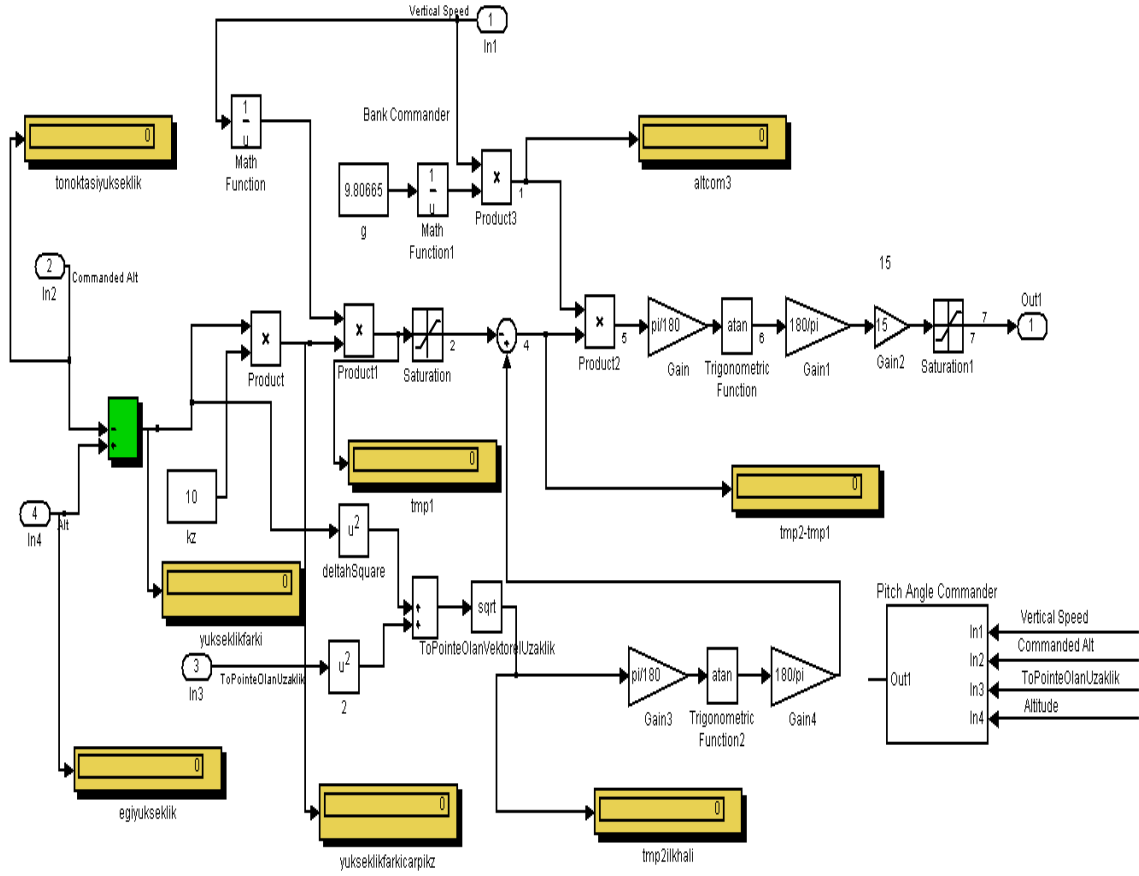 Vertical Speed
1
In1
1
u
Math
Function
Bank Commander
0
tonoktasiyukseklik
0
altcom3
9.80665
g
1
u
Math
Function1
×
Product3
1
2
In2
Commanded Alt
15
×
Product
×
Product1
Saturation
2
-
+
4
×
Product2
5
pi/180
Gain
atan
Trigonometric
Function
6
180/pi
Gain1
15
Gain2
Saturation1
7
7
Out1
1
-
+
10
kz
0
tmp1
0
tmp2-tmp1
4
In4
Alt
u2
deltahSquare
0
yukseklikfarki
+
+
sqrt
ToPointeOlanVektorelUzaklik
3
In3
ToPointeOlanUzaklik
u2
2
pi/180
Gain3
atan
Trigonometric
Function2
180/pi
Gain4
Pitch Angle Commander
Out1
In1
In2
In3
In4
Vertical Speed
Commanded Alt
ToPointeOlanUzaklik
Altitude
0
egiyukseklik
0
yukseklikfarkicarpikz
0
tmp2ilkhali